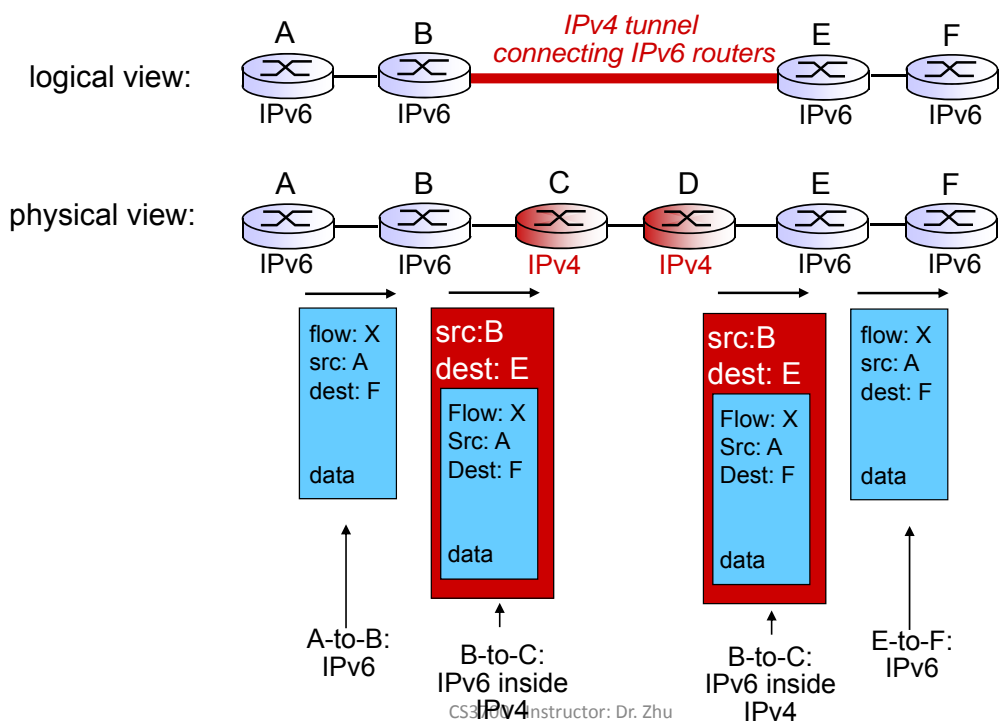 A
B
IPv4 tunnel
connecting IPv6 routers
E
F
logical view:
IPv6
IPv6
IPv6
IPv6
A
B
C
D
E
F
physical view:
IPv6
IPv6
IPv4
IPv4
IPv6
IPv6
flow: X
src: A
dest: F
data
src:B
dest: E
Flow: X
Src: A
Dest: F
data
src:B
dest: E
Flow: X
Src: A
Dest: F
data
flow: X
src: A
dest: F
data
A-to-B:
IPv6
B-to-C:
IPv6 inside
IPv4
B-to-C:
IPv6 inside
IPv4
E-to-F:
IPv6
Instructor: Dr. Zhu